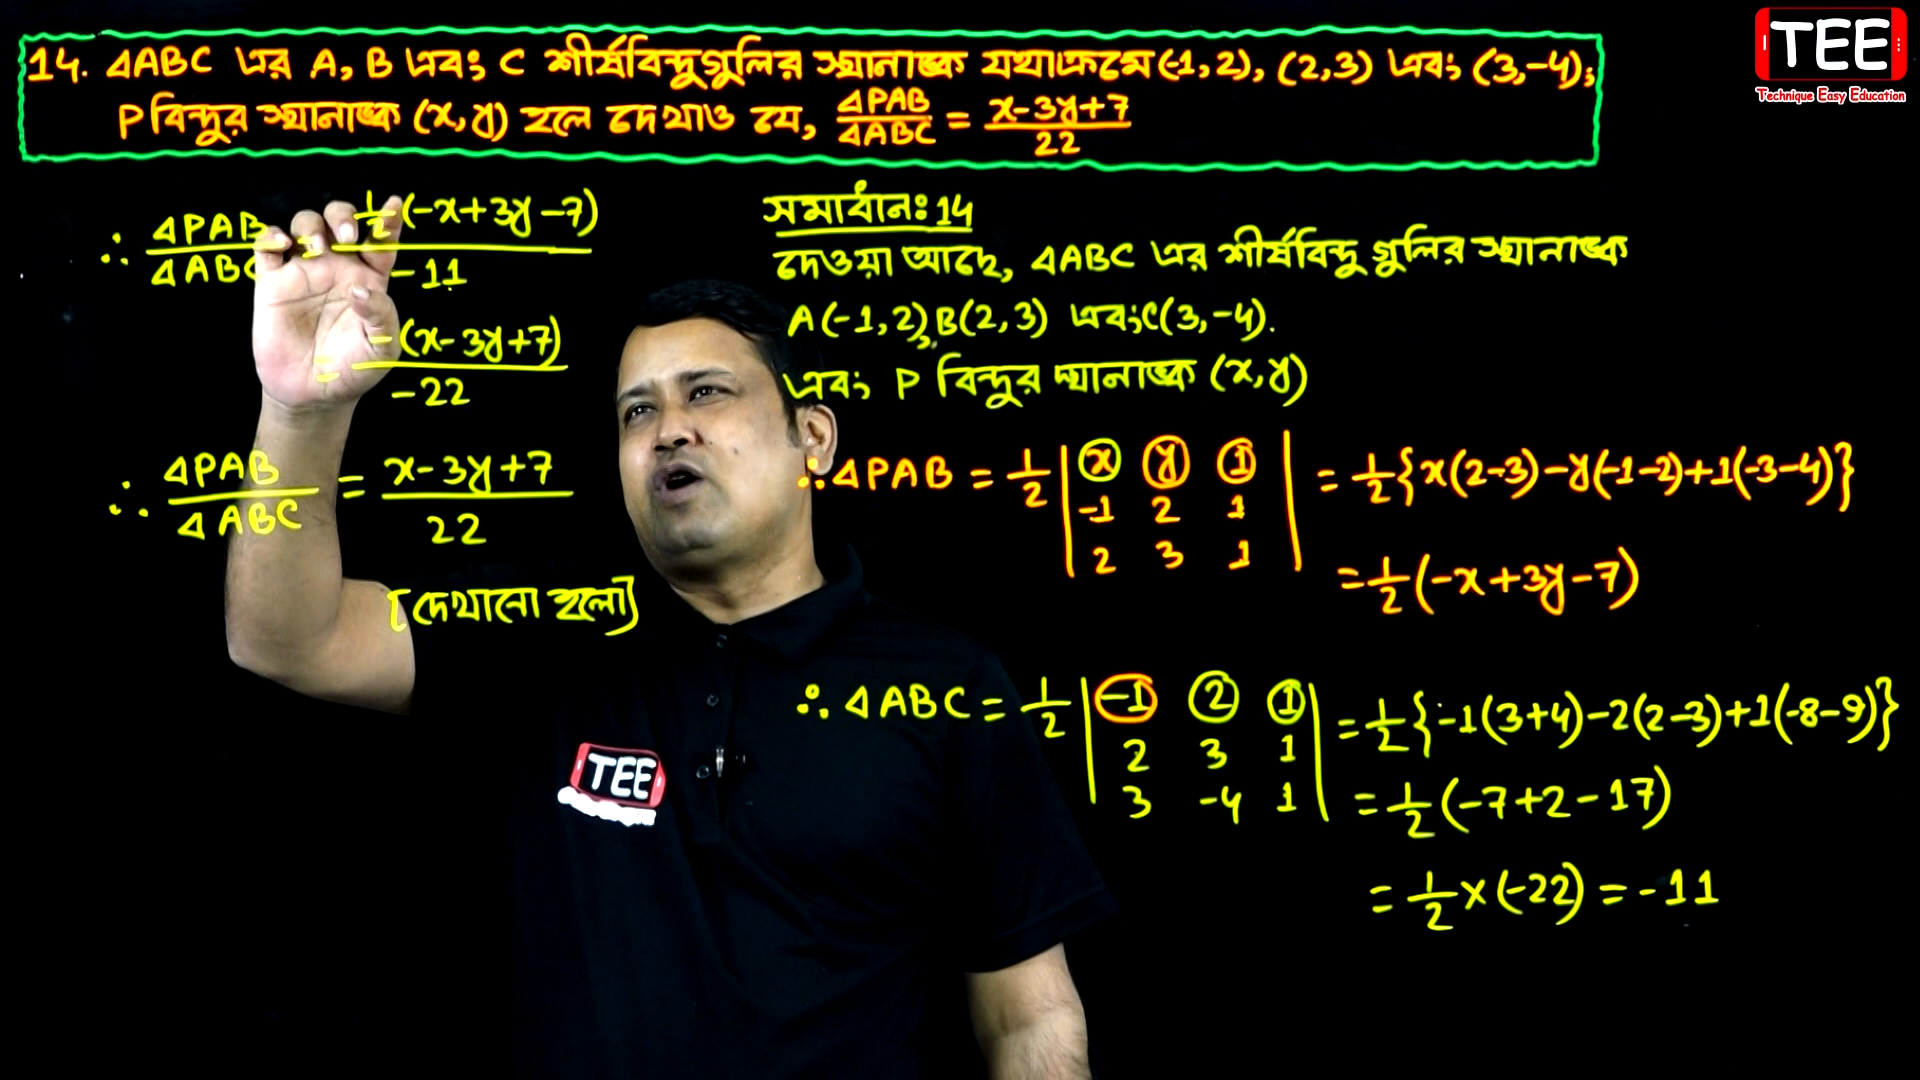 14. ΔABC এর A, B এবং C শীর্ষবিন্দুগুলির স্থানাঙ্ক যথাক্রমে (-1, 2), (2,3) এবং (3,-4);
P বিন্দুর স্থানাঙ্ক (x, y) হলে দেখাও যে, ΔPAB/ΔABC = (x-3y+7)/22
TEE
Technique Easy Education
∴ ΔPAB/ΔABC = ½(-x+3y-7)/-11
= -(x-3y+7)/-22
∴ ΔPAB/ΔABC = (x-3y+7)/22
[দেখানো হলো]
সমাধানঃ 14
দেওয়া আছে, ΔABC এর শীর্ষবিন্দু গুলির স্থানাঙ্ক
A(-1,2), B(2,3) এবং C(3,-4).
এবং P বিন্দুর স্থানাঙ্ক (x,y)
∴ ΔPAB = ½ | x y 1 | = ½{x(2-3)-y(-1-2)+1(-3-4)}
-1 2 1
2 3 1
= ½(-x+3y-7)
∴ ΔABC = ½ | -1 2 1 | = ½{-1(3+4)-2(2-3)+1(-8-9)}
2 3 1
3 -4 1
= ½(-7+2-17)
= ½×(-22) = -11
TEE